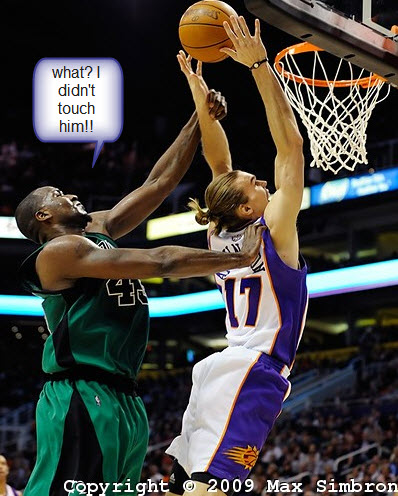 what? I
didn't
touch
him!!
43
17
Copyright © 2009 Max Simbron